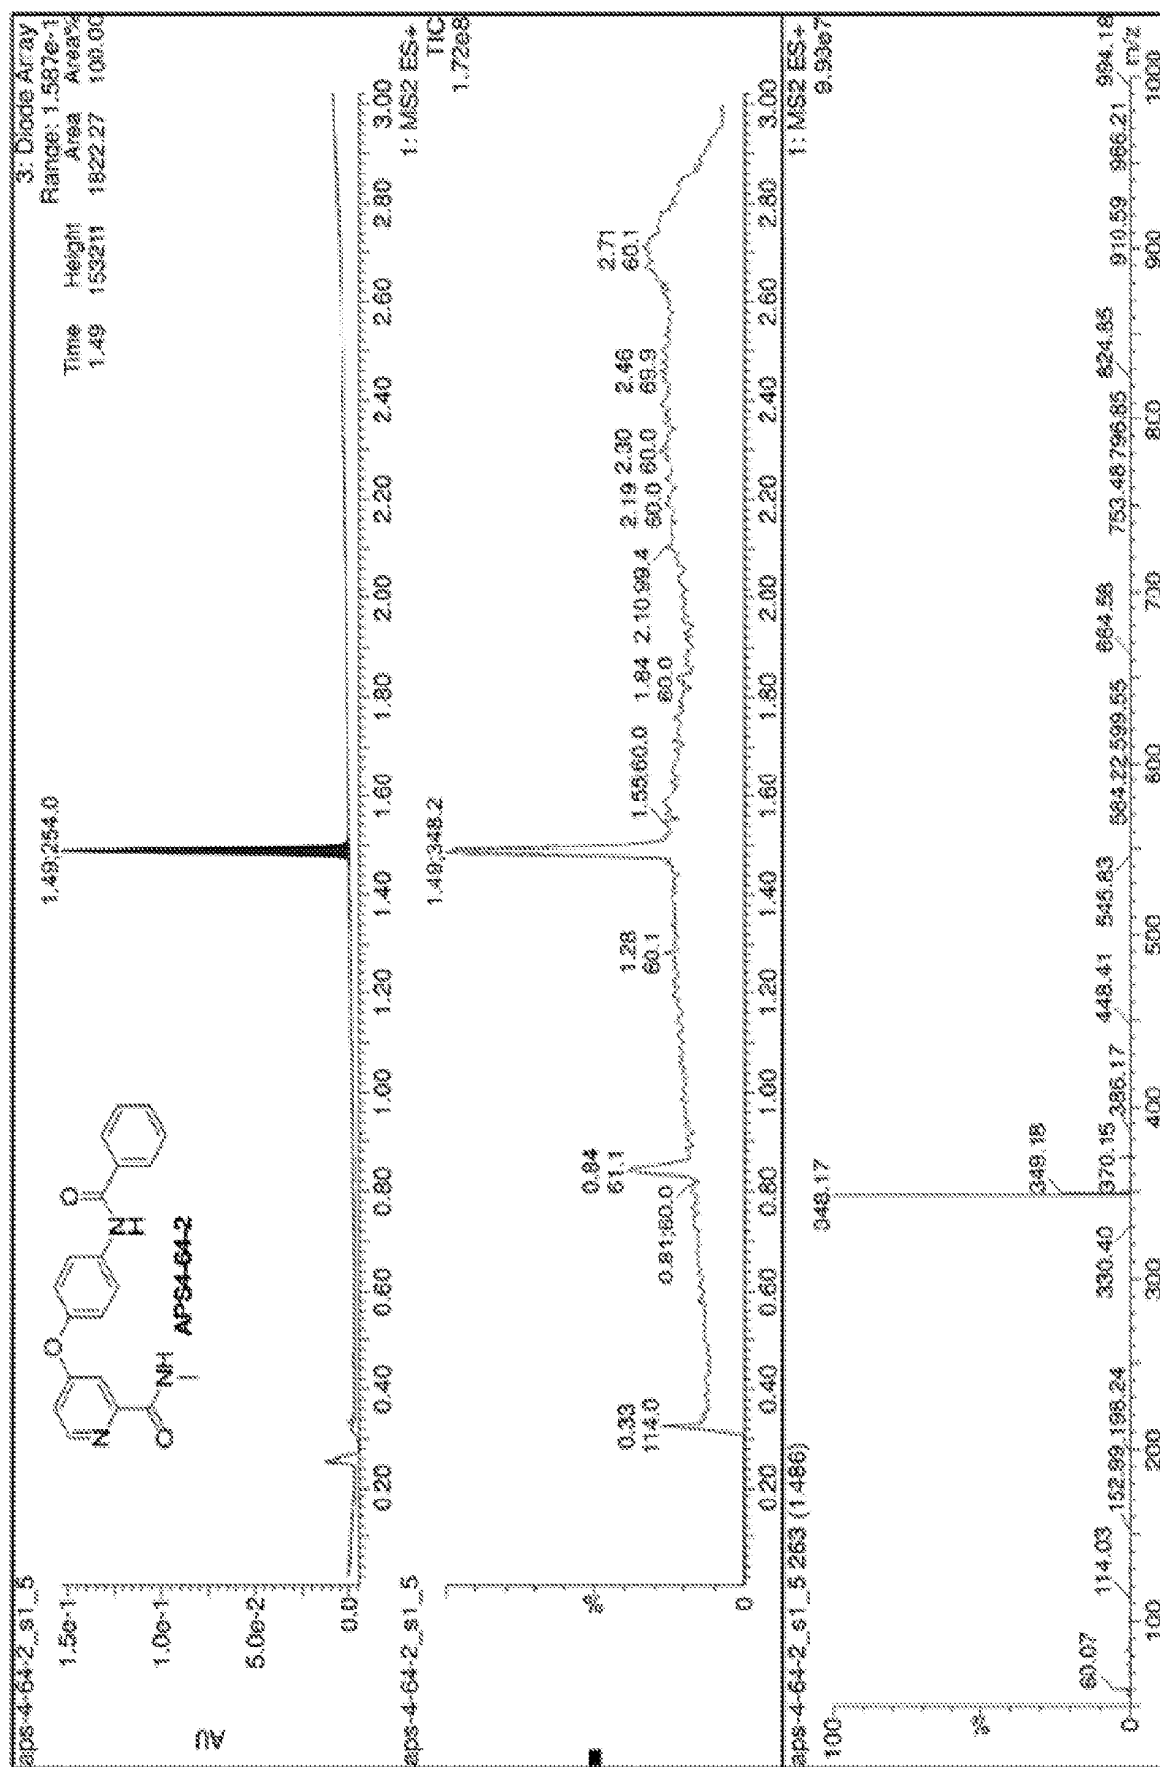 aps-4-64-2_s1_5
3: Diode Array
Range: 1.587e-1
Time Height Area Area%
1.49 153211 1822.27 100.00
1.49;254.0
AU
1.5e-1
1.0e-1
5.0e-2
0.0
O
N
O
NH
O
N
H
APS4-64-2
0.20 0.40 0.60 0.80 1.00 1.20 1.40 1.60 1.80 2.00 2.20 2.40 2.60 2.80 3.00
aps-4-64-2_s1_5
1: MS2 ES+
TIC
1.72e8
%
0
0.33
114.0
0.81;60.0
0.84
61.1
1.28
60.1
1.49;348.2
1.55;60.0
1.84
60.0
2.10;99.4
2.19
60.0
2.30
60.0
2.46
69.9
2.71
60.1
0.20 0.40 0.60 0.80 1.00 1.20 1.40 1.60 1.80 2.00 2.20 2.40 2.60 2.80 3.00
aps-4-64-2_s1_5 263 (1.486)
1: MS2 ES+
9.93e7
100
%
0
348.17
349.18
60.07 114.03 152.89 198.24 330.40 370.15 386.17 448.41 545.83 564.22 599.55 664.58 753.48 796.85 824.85 910.59 986.21 994.18
m/z
100 200 300 400 500 600 700 800 900 1000